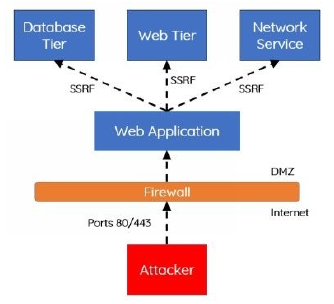 Database
Tier
Web Tier
Network
Service
SSRF
SSRF
SSRF
Web Application
DMZ
Firewall
Internet
Ports 80/443
Attacker